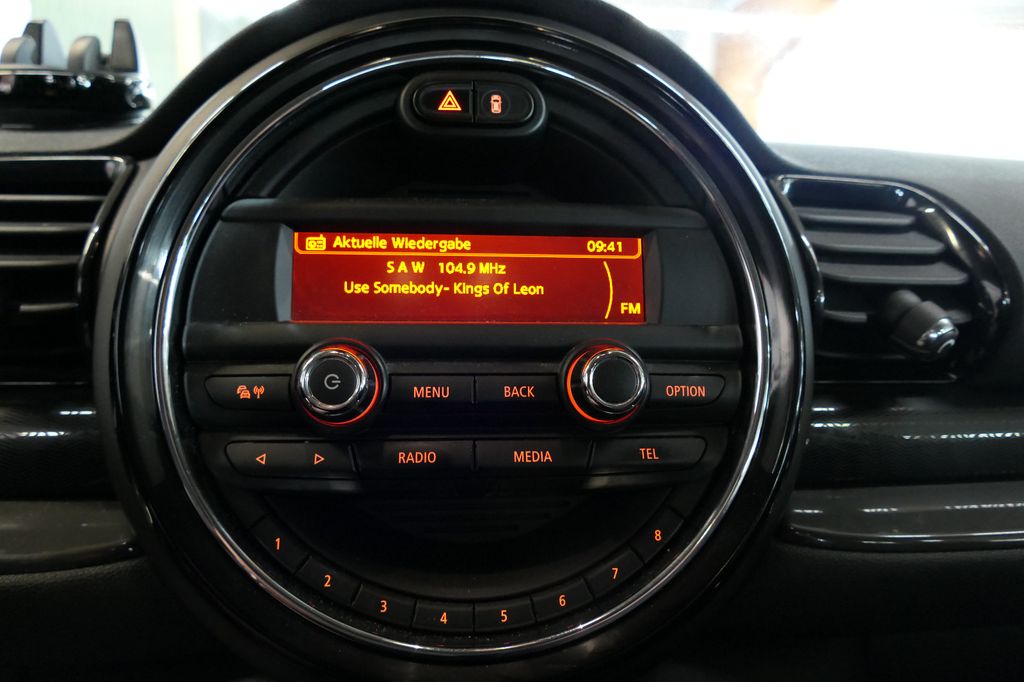 Aktuelle Wiedergabe 09:41
S A W 104.9 MHz
Use Somebody- Kings Of Leon
FM
MENU BACK OPTION
RADIO MEDIA TEL
1 8
2 7
3 6
4 5